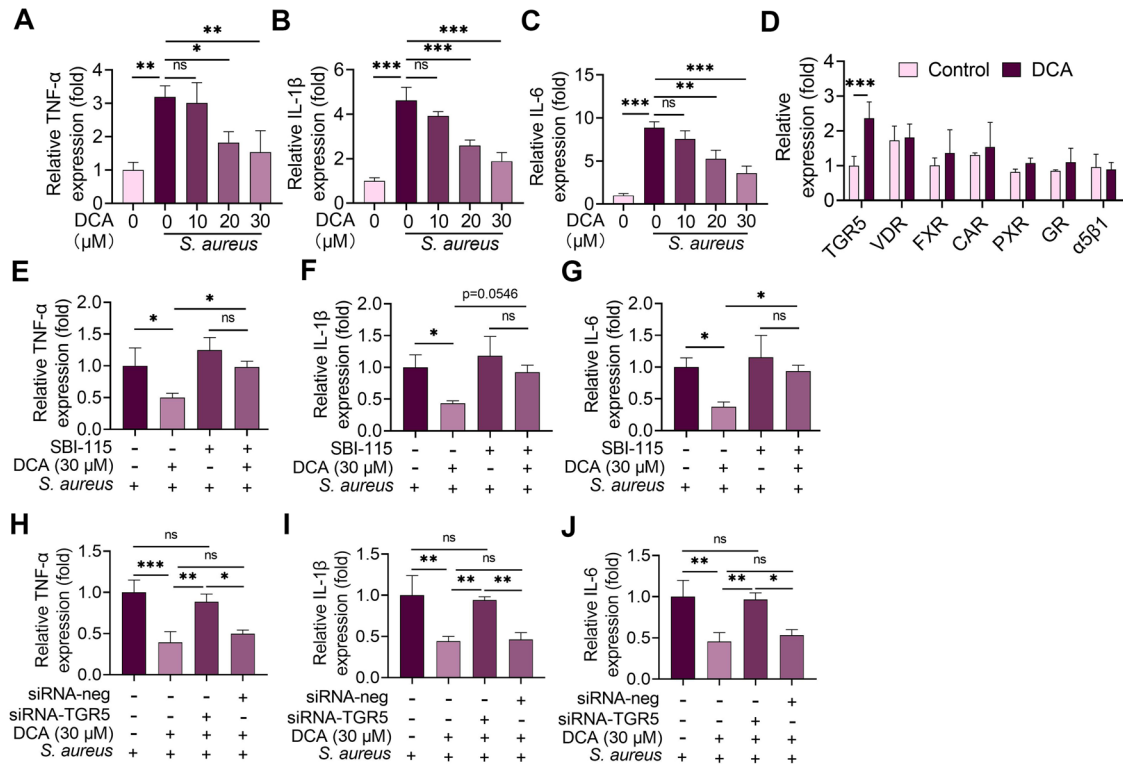 A
Relative TNF-α
expression (fold)
4
3
2
1
0
** ns * **
0 0 10 20 30
DCA
(μM)
S. aureus
B
Relative IL-1β
expression (fold)
6
4
2
0
*** ns *** ***
0 0 10 20 30
DCA
(μM)
S. aureus
C
Relative IL-6
expression (fold)
15
10
5
0
*** ns ** ***
0 0 10 20 30
DCA
(μM)
S. aureus
D
Relative
expression (fold)
Control DCA
5
4
3
2
1
0
***
TGR5 VDR FXR CAR PXR GR α5β1
E
Relative TNF-α
expression (fold)
2.0
1.5
1.0
0.5
0.0
* * ns
SBI-115 - - + +
DCA (30 μM) - + - +
S. aureus + + + +
F
Relative IL-1β
expression (fold)
2.0
1.5
1.0
0.5
0.0
* p=0.0546 ns
SBI-115 - - + +
DCA (30 μM) - + - +
S. aureus + + + +
G
Relative IL-6
expression (fold)
2.0
1.5
1.0
0.5
0.0
* * ns
SBI-115 - - + +
DCA (30 μM) - + - +
S. aureus + + + +
H
Relative TNF-α
expression (fold)
1.5
1.0
0.5
0.0
ns
ns
*** ** *
siRNA-neg - - - +
siRNA-TGR5 - - + -
DCA (30 μM) - + + +
S. aureus + + + +
I
Relative IL-1β
expression (fold)
1.5
1.0
0.5
0.0
ns
ns
** ** **
siRNA-neg - - - +
siRNA-TGR5 - - + -
DCA (30 μM) - + + +
S. aureus + + + +
J
Relative IL-6
expression (fold)
1.5
1.0
0.5
0.0
ns
ns
** ** *
siRNA-neg - - - +
siRNA-TGR5 - - + -
DCA (30 μM) - + + +
S. aureus + + + +